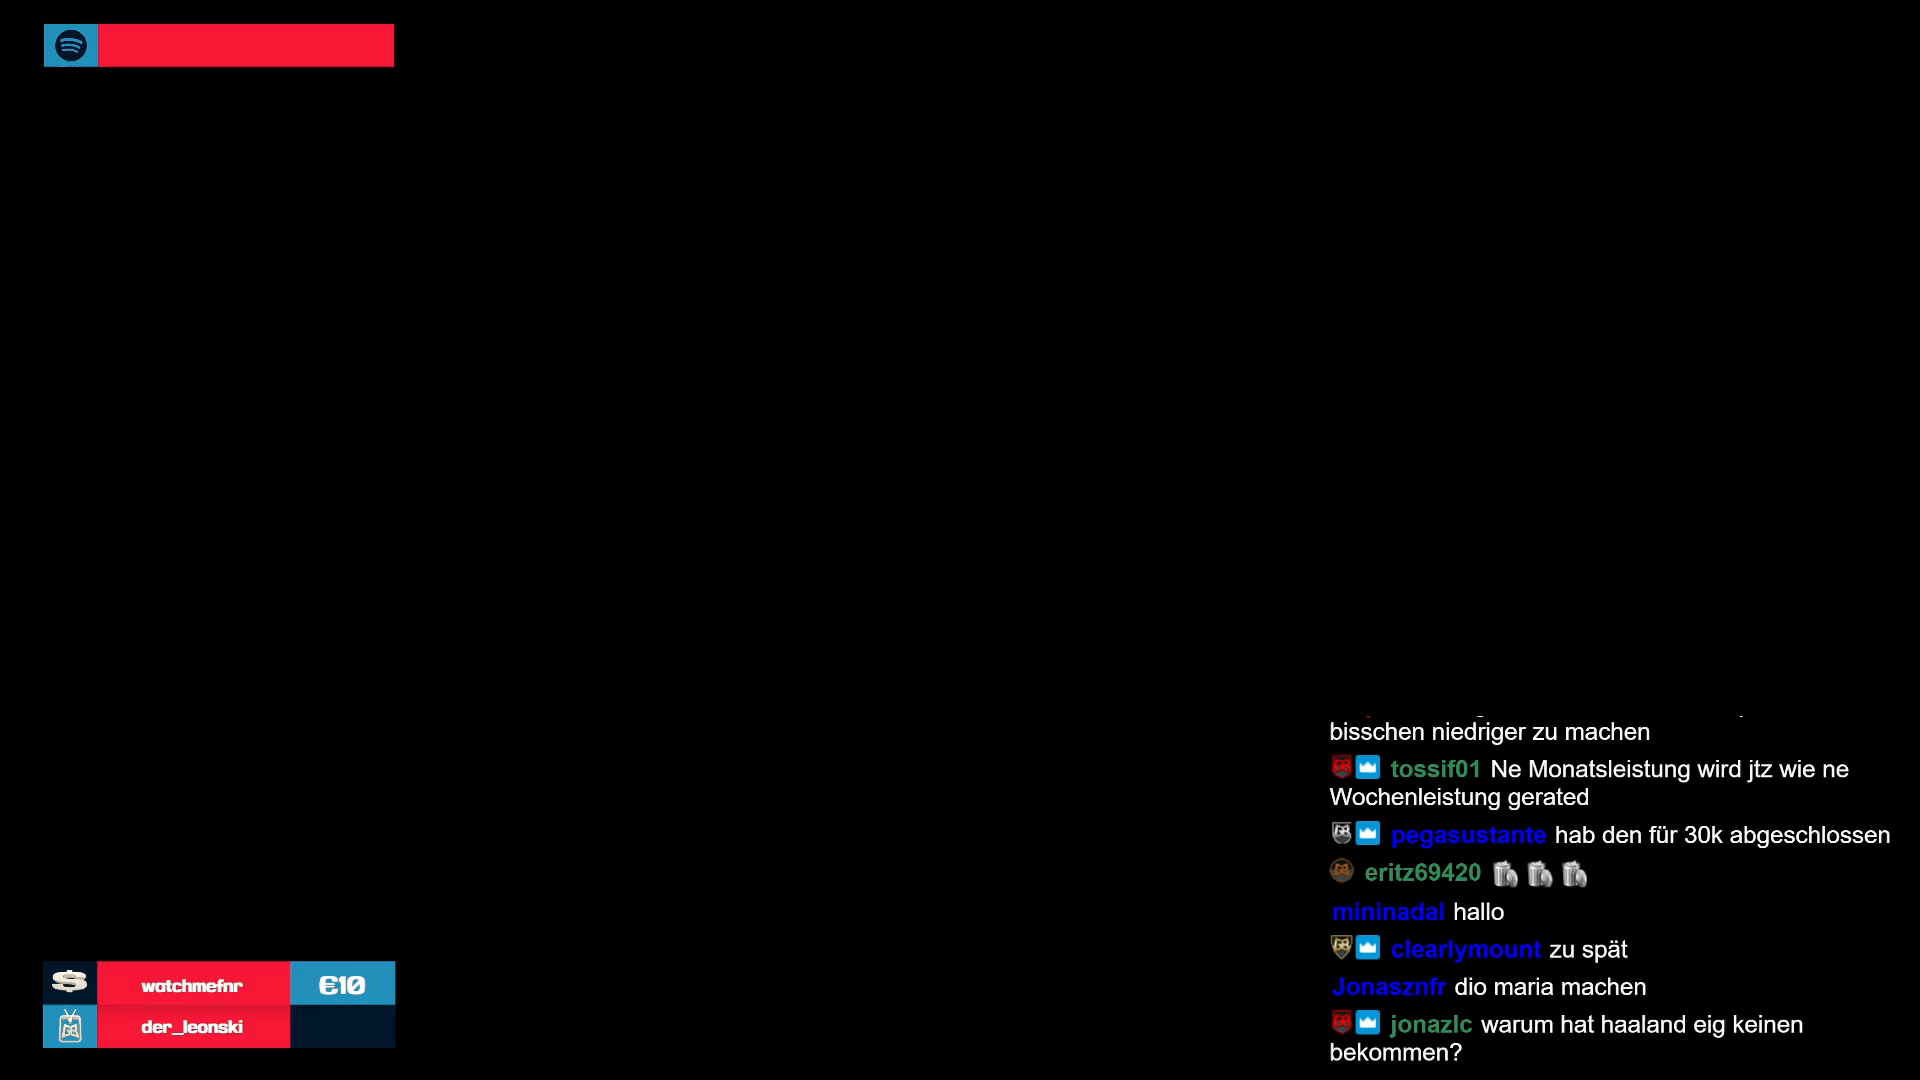 bisschen niedriger zu machen
tossif01 Ne Monatsleistung wird jtz wie ne
Wochenleistung gerated
pegasustante hab den für 30k abgeschlossen
eritz69420
mininadal hallo
clearlymount zu spät
Jonasznfr dio maria machen
jonazlc warum hat haaland eig keinen
bekommen?
watchmefnr €10
der_leonski